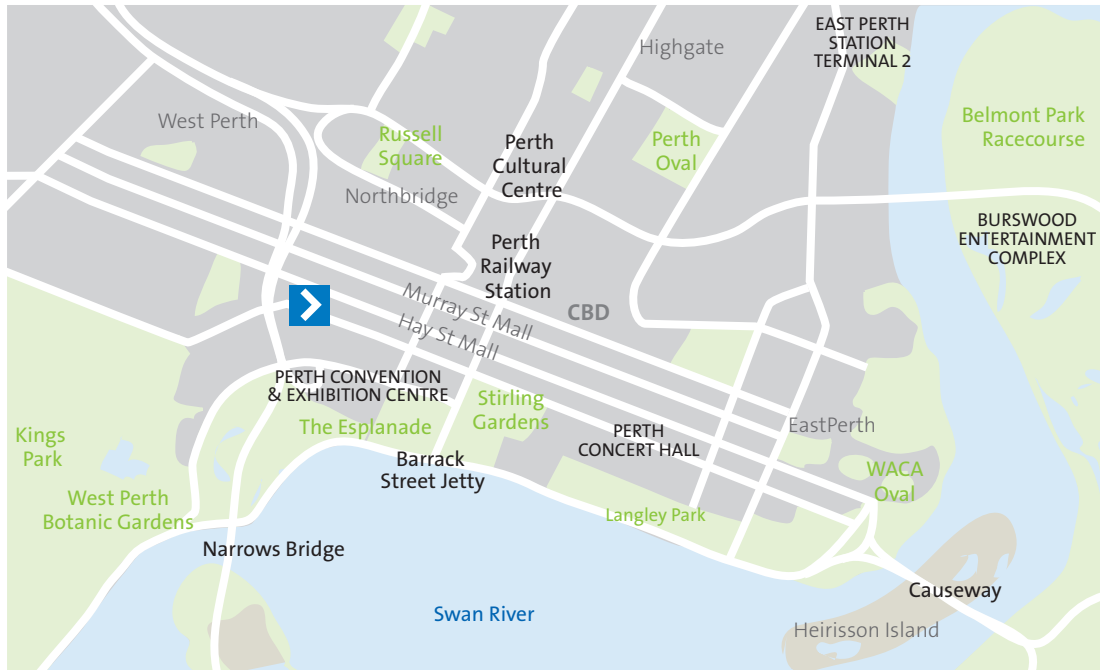 EAST PERTH
STATION
TERMINAL 2
Highgate
West Perth
Russell
Square
Perth
Cultural
Centre
Perth
Oval
Belmont Park
Racecourse
Northbridge
BURSWOOD
ENTERTAINMENT
COMPLEX
Perth
Railway
Station
Murray St Mall
CBD
Hay St Mall
PERTH CONVENTION
& EXHIBITION CENTRE
Stirling
Gardens
The Esplanade
EastPerth
PERTH
CONCERT HALL
Kings
Park
Barrack
Street Jetty
WACA
Oval
West Perth
Botanic Gardens
Langley Park
Narrows Bridge
Causeway
Swan River
Heirisson Island